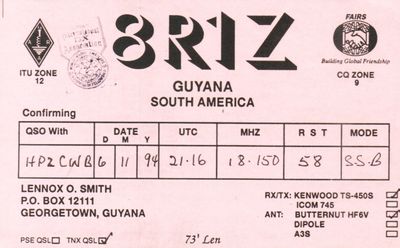 8R1Z
FAIRS
Building Global Friendship
ITU ZONE
12
CQ ZONE
9
GUYANA
SOUTH AMERICA
Confirming
QSO With DATE UTC MHZ R S T MODE
D M Y
HP2CWB 6 11 94 21·16 18·150 58 SS.B
LENNOX O. SMITH
P.O. BOX 12111
GEORGETOWN, GUYANA
RX/TX: KENWOOD TS-450S
ICOM 745
ANT: BUTTERNUT HF6V
DIPOLE
A3S
PSE QSL TNX QSL 73' Len